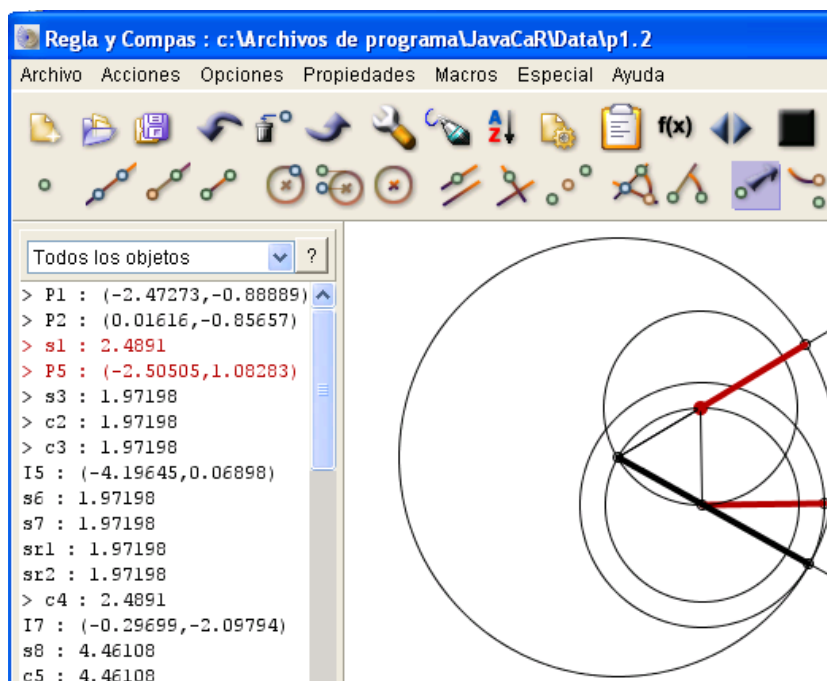 Regla y Compas : c:\Archivos de programa\JavaCaR\Data\p1.2
Archivo Acciones Opciones Propiedades Macros Especial Ayuda
A
Z
f(x)
Todos los objetos ?
> P1 : (-2.47273,-0.88889)
> P2 : (0.01616,-0.85657)
> s1 : 2.4891
> P5 : (-2.50505,1.08283)
> s3 : 1.97198
> c2 : 1.97198
> c3 : 1.97198
I5 : (-4.19645,0.06898)
s6 : 1.97198
s7 : 1.97198
sr1 : 1.97198
sr2 : 1.97198
> c4 : 2.4891
I7 : (-0.29699,-2.09794)
s8 : 4.46108
c5 : 4.46108